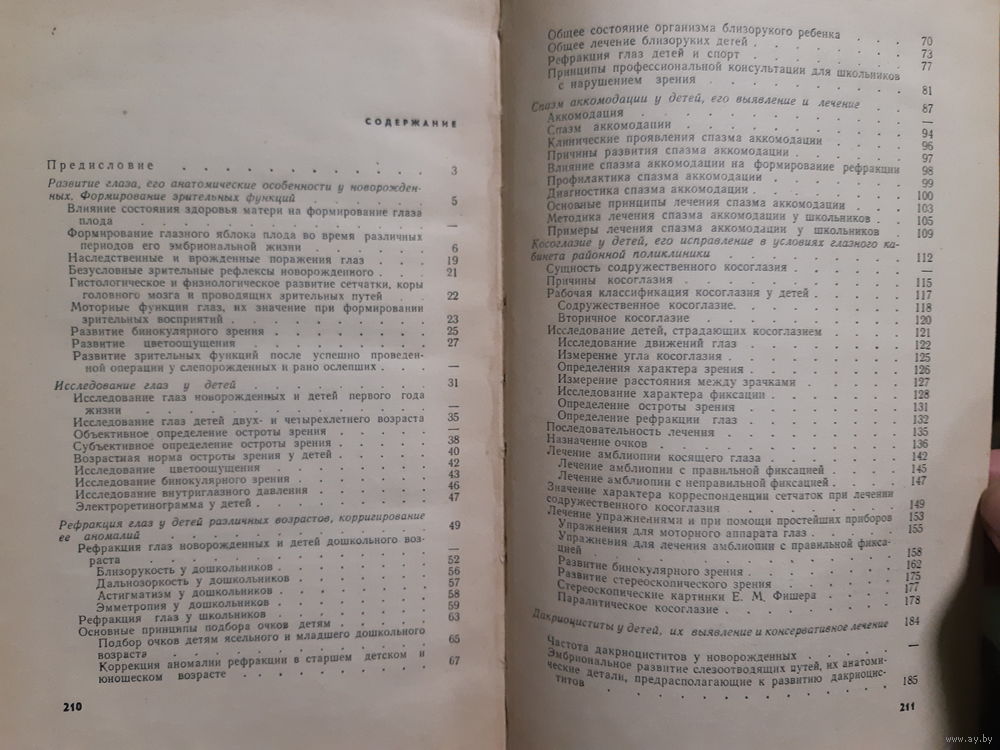 СОДЕРЖАНИЕ
Предисловие . . . . . . . . . . 3
Развитие глаза, его анатомические особенности у новорожден-
ных. Формирование зрительных функций . . . . . 5
Влияние состояния здоровья матери на формирование глаза
плода . . . . . . . . . . —
Формирование глазного яблока плода во время различных
периодов его эмбриональной жизни . . . . 6
Наследственные и врожденные поражения глаз . . . 19
Безусловные зрительные рефлексы новорожденного . . . 21
Гистологическое и физиологическое развитие сетчатки, коры
головного мозга и проводящих зрительных путей . . . 22
Моторные функции глаз, их значение при формировании
зрительных восприятий . . . . . . 23
Развитие бинокулярного зрения . . . . . 25
Развитие цветоощущения . . . . . . 27
Развитие зрительных функций после успешно проведен-
ной операции у слепорожденных и рано ослепших . . . —
Исследование глаз у детей . . . . . . 31
Исследование глаз новорожденных и детей первого года
жизни . . . . . . . . . —
Исследование глаз детей двух- и четырехлетнего возраста 35
Объективное определение остроты зрения . . . . —
Субъективное определение остроты зрения . . . . 38
Возрастная норма остроты зрения у детей . . . . 40
Исследование цветоощущения . . . . . 42
Исследование бинокулярного зрения . . . . . 43
Исследование внутриглазного давления . . . . 46
Электроретинограмма у детей . . . . . . 47
Рефракция глаз у детей различных возрастов, корригирование
ее аномалий . . . . . . . . . 49
Рефракция глаз новорожденных и детей дошкольного воз-
раста . . . . . . . . . —
Близорукость у дошкольников . . . . . 52
Дальнозоркость у дошкольников . . . . . 56
Астигматизм у дошкольников . . . . . 57
Эмметропия у дошкольников . . . . . 58
Рефракция глаз у школьников . . . . . 59
Основные принципы подбора очков детям . . . . 63
Подбор очков детям ясельного и младшего дошкольного
возраста . . . . . . . . . 65
Коррекция аномалии рефракции в старшем детском и
юношеском возрасте . . . . . . . 67
210
Общее состояние организма близорукого ребенка . . . 70
Общее лечение близоруких детей . . . . . 73
Рефракция глаз детей и спорт . . . . . 77
Принципы профессиональной консультации для школьников
с нарушением зрения . . . . . . 81
Спазм аккомодации у детей, его выявление и лечение . . 87
Аккомодация . . . . . . . . —
Спазм аккомодации . . . . . . . 94
Клинические проявления спазма аккомодации . . . 96
Причины развития спазма аккомодации . . . . 97
Влияние спазма аккомодации на формирование рефракции 98
Профилактика спазма аккомодации . . . . . 99
Диагностика спазма аккомодации . . . . . 100
Основные принципы лечения спазма аккомодации . . . 103
Методика лечения спазма аккомодации у школьников . . 105
Примеры лечения спазма аккомодации у школьников . . 109
Косоглазие у детей, его исправление в условиях глазного ка-
бинета районной поликлиники . . . . . . 112
Сущность содружественного косоглазия . . . . —
Причины косоглазия . . . . . . . 115
Рабочая классификация косоглазия у детей . . . . 117
Содружественное косоглазие. . . . . . 118
Вторичное косоглазие . . . . . . 120
Исследование детей, страдающих косоглазием . . . 121
Исследование движений глаз . . . . . 122
Измерение угла косоглазия . . . . . . 125
Определения характера зрения . . . . . 126
Измерение расстояния между зрачками . . . . 127
Исследование характера фиксации . . . . . 128
Определение остроты зрения . . . . . 131
Определение рефракции глаз . . . . . 132
Последовательность лечения . . . . . . 135
Назначение очков . . . . . . . 136
Лечение амблиопии косящего глаза . . . . . 142
Лечение амблиопии с правильной фиксацией . . . 145
Лечение амблиопии с неправильной фиксацией . . . 147
Значение характера корреспонденции сетчаток при лечении
содружественного косоглазия . . . . . . 149
Лечение упражнениями и при помощи простейших приборов 153
Упражнения для моторного аппарата глаз . . . . 155
Упражнения для лечения амблиопии с правильной фикса-
цией . . . . . . . . . 158
Развитие бинокулярного зрения . . . . . 162
Развитие стереоскопического зрения . . . . . 175
Стереоскопические картинки Е. М. Фишера . . . . 177
Паралитическое косоглазие . . . . . . 178
Дакриоциститы у детей, их выявление и консервативное лечение 184
Частота дакриоциститов у новорожденных . . . . —
Эмбриональное развитие слезоотводящих путей, их анатоми-
ческие детали, предрасполагающие к развитию дакриоцис-
титов . . . . . . . . . 185
211
www.ay.by